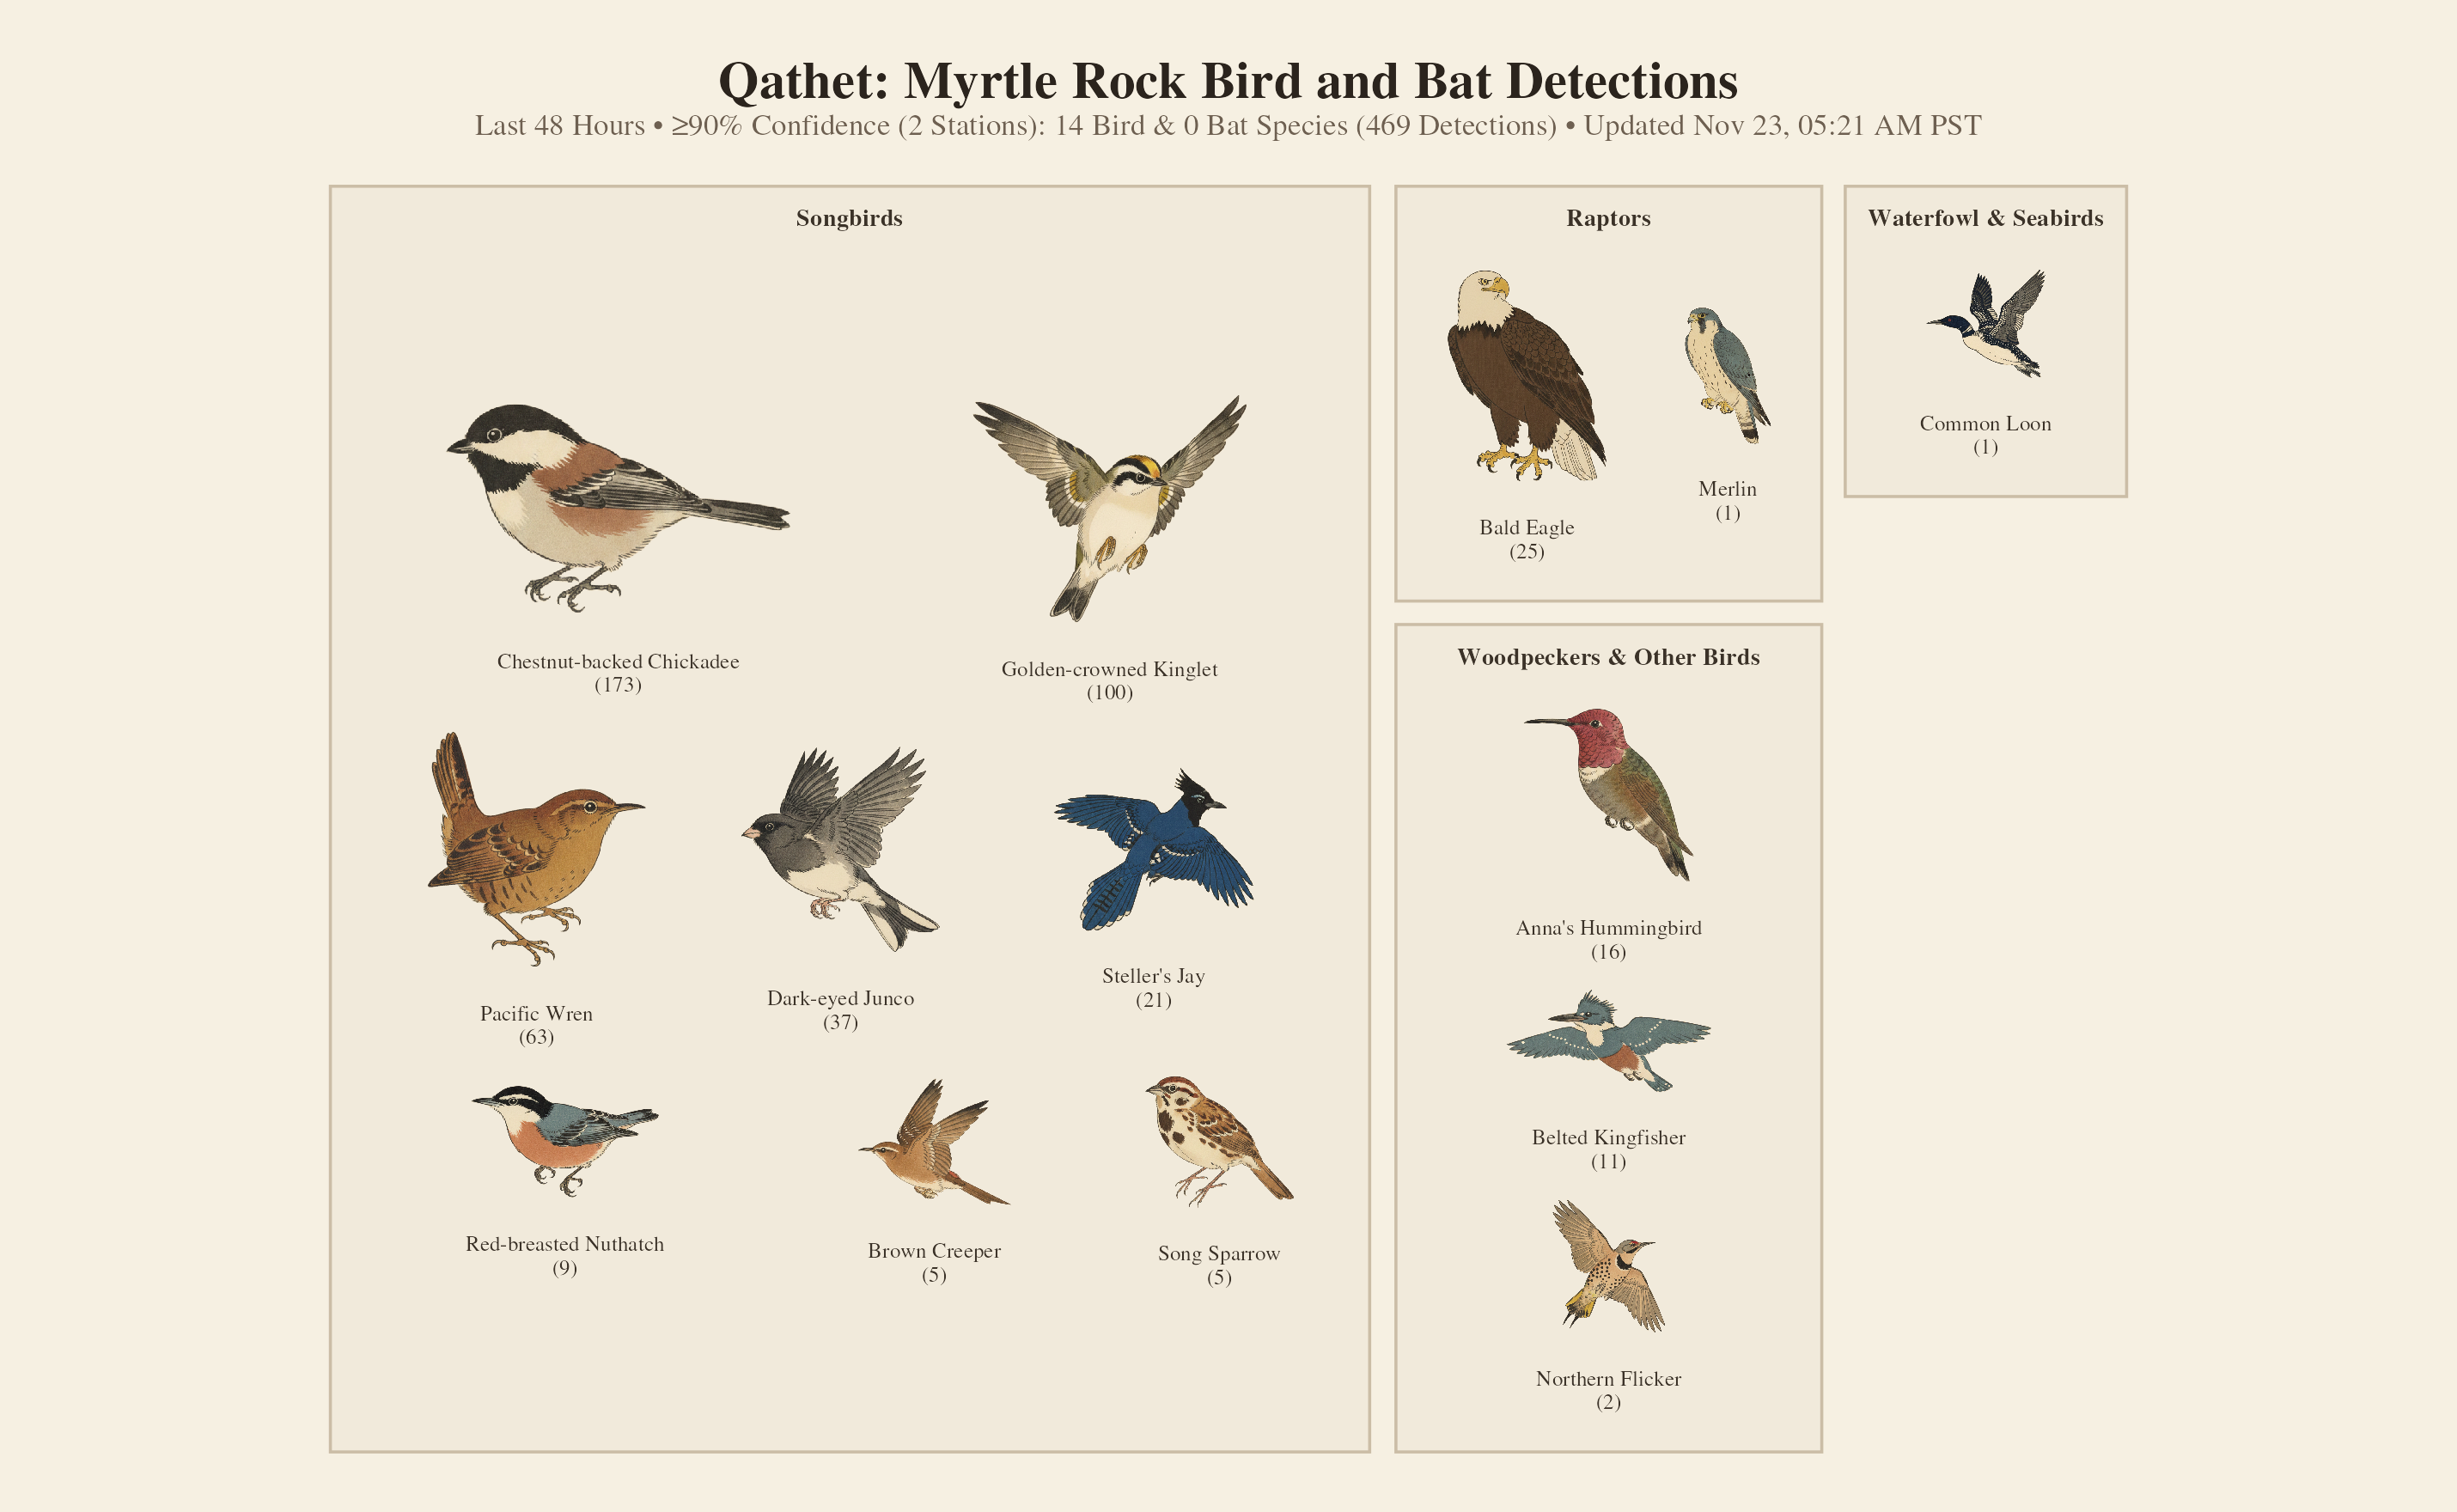 Qathet: Myrtle Rock Bird and Bat Detections
Last 48 Hours • ≥90% Confidence (2 Stations): 14 Bird & 0 Bat Species (469 Detections) • Updated Nov 23, 05:21 AM PST
Songbirds
Chestnut-backed Chickadee
(173)
Golden-crowned Kinglet
(100)
Pacific Wren
(63)
Dark-eyed Junco
(37)
Steller's Jay
(21)
Red-breasted Nuthatch
(9)
Brown Creeper
(5)
Song Sparrow
(5)
Raptors
Bald Eagle
(25)
Merlin
(1)
Waterfowl & Seabirds
Common Loon
(1)
Woodpeckers & Other Birds
Anna's Hummingbird
(16)
Belted Kingfisher
(11)
Northern Flicker
(2)